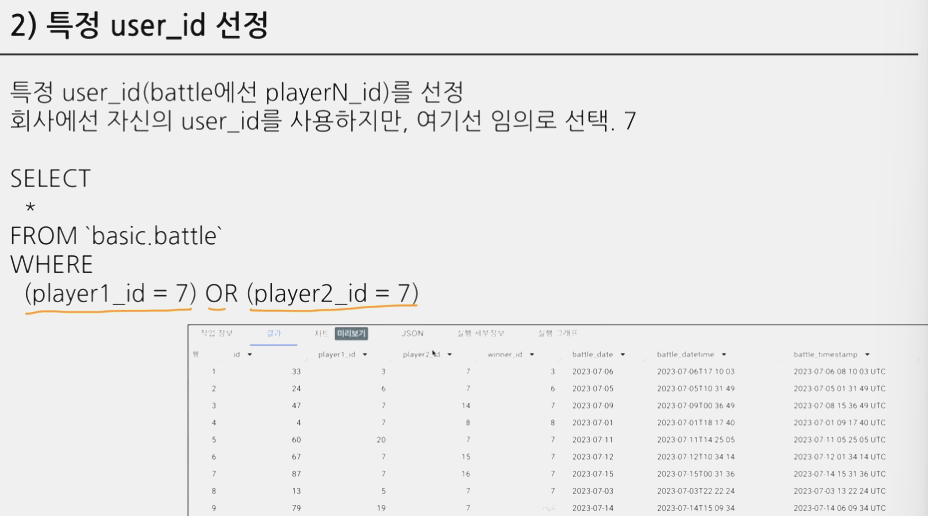 2) 특정 user_id 선정
특정 user_id(battle에선 playerN_id)를 선정
회사에선 자신의 user_id를 사용하지만, 여기선 임의로 선택. 7
SELECT
*
FROM `basic.battle`
WHERE
(player1_id = 7) OR (player2_id = 7)
작업 정보 결과 차트 미리보기 JSON 실행 세부정보 실행 그래프
행 id player1_id player2_id winner_id battle_date battle_datetime battle_timestamp
1 33 3 7 3 2023-07-06 2023-07-06T17 10 03 2023-07-06 08 10 03 UTC
2 24 6 7 6 2023-07-05 2023-07-05T10 31 49 2023-07-05 01 31 49 UTC
3 47 7 14 7 2023-07-09 2023-07-09T00 36 49 2023-07-08 15 36 49 UTC
4 4 7 8 8 2023-07-01 2023-07-01T18 17 40 2023-07-01 09 17 40 UTC
5 60 20 7 7 2023-07-11 2023-07-11T14 25 05 2023-07-11 05 25 05 UTC
6 67 7 15 7 2023-07-12 2023-07-12T10 34 14 2023-07-12 01 34 14 UTC
7 87 7 16 7 2023-07-15 2023-07-15T00 31 36 2023-07-14 15 31 36 UTC
8 13 5 7 7 2023-07-03 2023-07-03T22 22 24 2023-07-03 13 22 24 UTC
9 79 19 7 2023-07-14 2023-07-14T15 09 34 2023-07-14 06 09 34 UTC